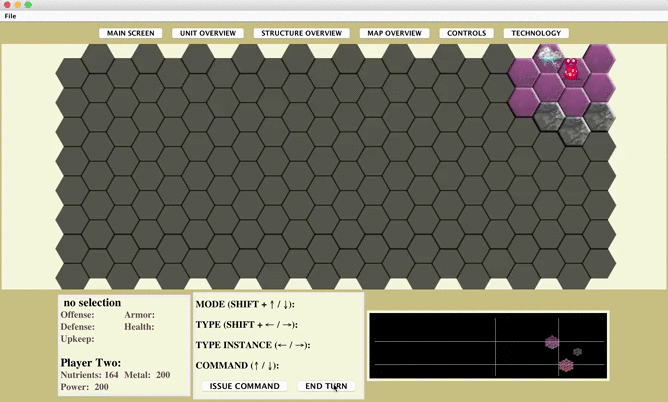 File
MAIN SCREEN UNIT OVERVIEW STRUCTURE OVERVIEW MAP OVERVIEW CONTROLS TECHNOLOGY
no selection
Offense: Armor:
Defense: Health:
Upkeep:
Player Two:
Nutrients: 164 Metal: 200
Power: 200
MODE (SHIFT + ↑ / ↓):
TYPE (SHIFT + ← / →):
TYPE INSTANCE (← / →):
COMMAND (↑ / ↓):
ISSUE COMMAND END TURN